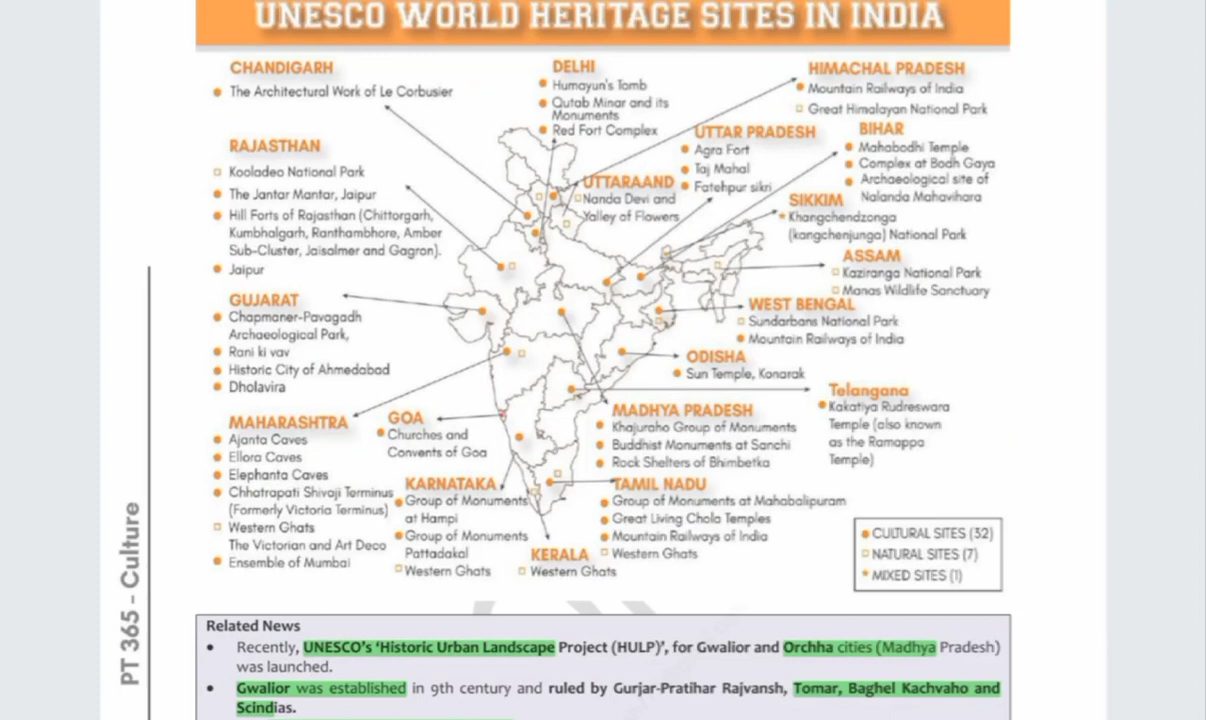 UNESCO WORLD HERITAGE SITES IN INDIA
CHANDIGARH
The Architectural Work of Le Corbusier
RAJASTHAN
Kooladeo National Park
The Jantar Mantar, Jaipur
Hill Forts of Rajasthan (Chittorgarh,
Kumbhalgarh, Ranthambhore, Amber
Sub-Cluster, Jaisalmer and Gagron).
Jaipur
GUJARAT
Chapmaner-Pavagadh
Archaeological Park,
Rani ki vav
Historic City of Ahmedabad
Dholavira
MAHARASHTRA
Ajanta Caves
Ellora Caves
Elephanta Caves
Chhatrapati Shivaji Terminus
(Formerly Victoria Terminus)
Western Ghats
The Victorian and Art Deco
Ensemble of Mumbai
GOA
Churches and
Convents of Goa
KARNATAKA
Group of Monuments
at Hampi
Group of Monuments
Pattadakal
Western Ghats
KERALA
Western Ghats
DELHI
Humayun's Tomb
Qutab Minar and its
Monuments
Red Fort Complex
UTTARAAND
Nanda Devi and
Valley of Flowers
UTTAR PRADESH
Agra Fort
Taj Mahal
Fatehpur sikri
HIMACHAL PRADESH
Mountain Railways of India
Great Himalayan National Park
BIHAR
Mahabodhi Temple
Complex at Bodh Gaya
Archaeological site of
Nalanda Mahavihara
SIKKIM
Khangchendzonga
(kangchenjunga) National Park
ASSAM
Kaziranga National Park
Manas Wildlife Sanctuary
WEST BENGAL
Sundarbans National Park
Mountain Railways of India
ODISHA
Sun Temple, Konarak
Telangana
Kakatiya Rudreswara
Temple (also known
as the Ramappa
Temple)
MADHYA PRADESH
Khajuraho Group of Monuments
Buddhist Monuments at Sanchi
Rock Shelters of Bhimbetka
TAMIL NADU
Group of Monuments at Mahabalipuram
Great Living Chola Temples
Mountain Railways of India
Western Ghats
CULTURAL SITES (32)
NATURAL SITES (7)
MIXED SITES (1)
PT 365 - Culture
Related News
• Recently, UNESCO's 'Historic Urban Landscape Project (HULP)', for Gwalior and Orchha cities (Madhya Pradesh)
was launched.
• Gwalior was established in 9th century and ruled by Gurjar-Pratihar Rajvansh, Tomar, Baghel Kachvaho and
Scindias.